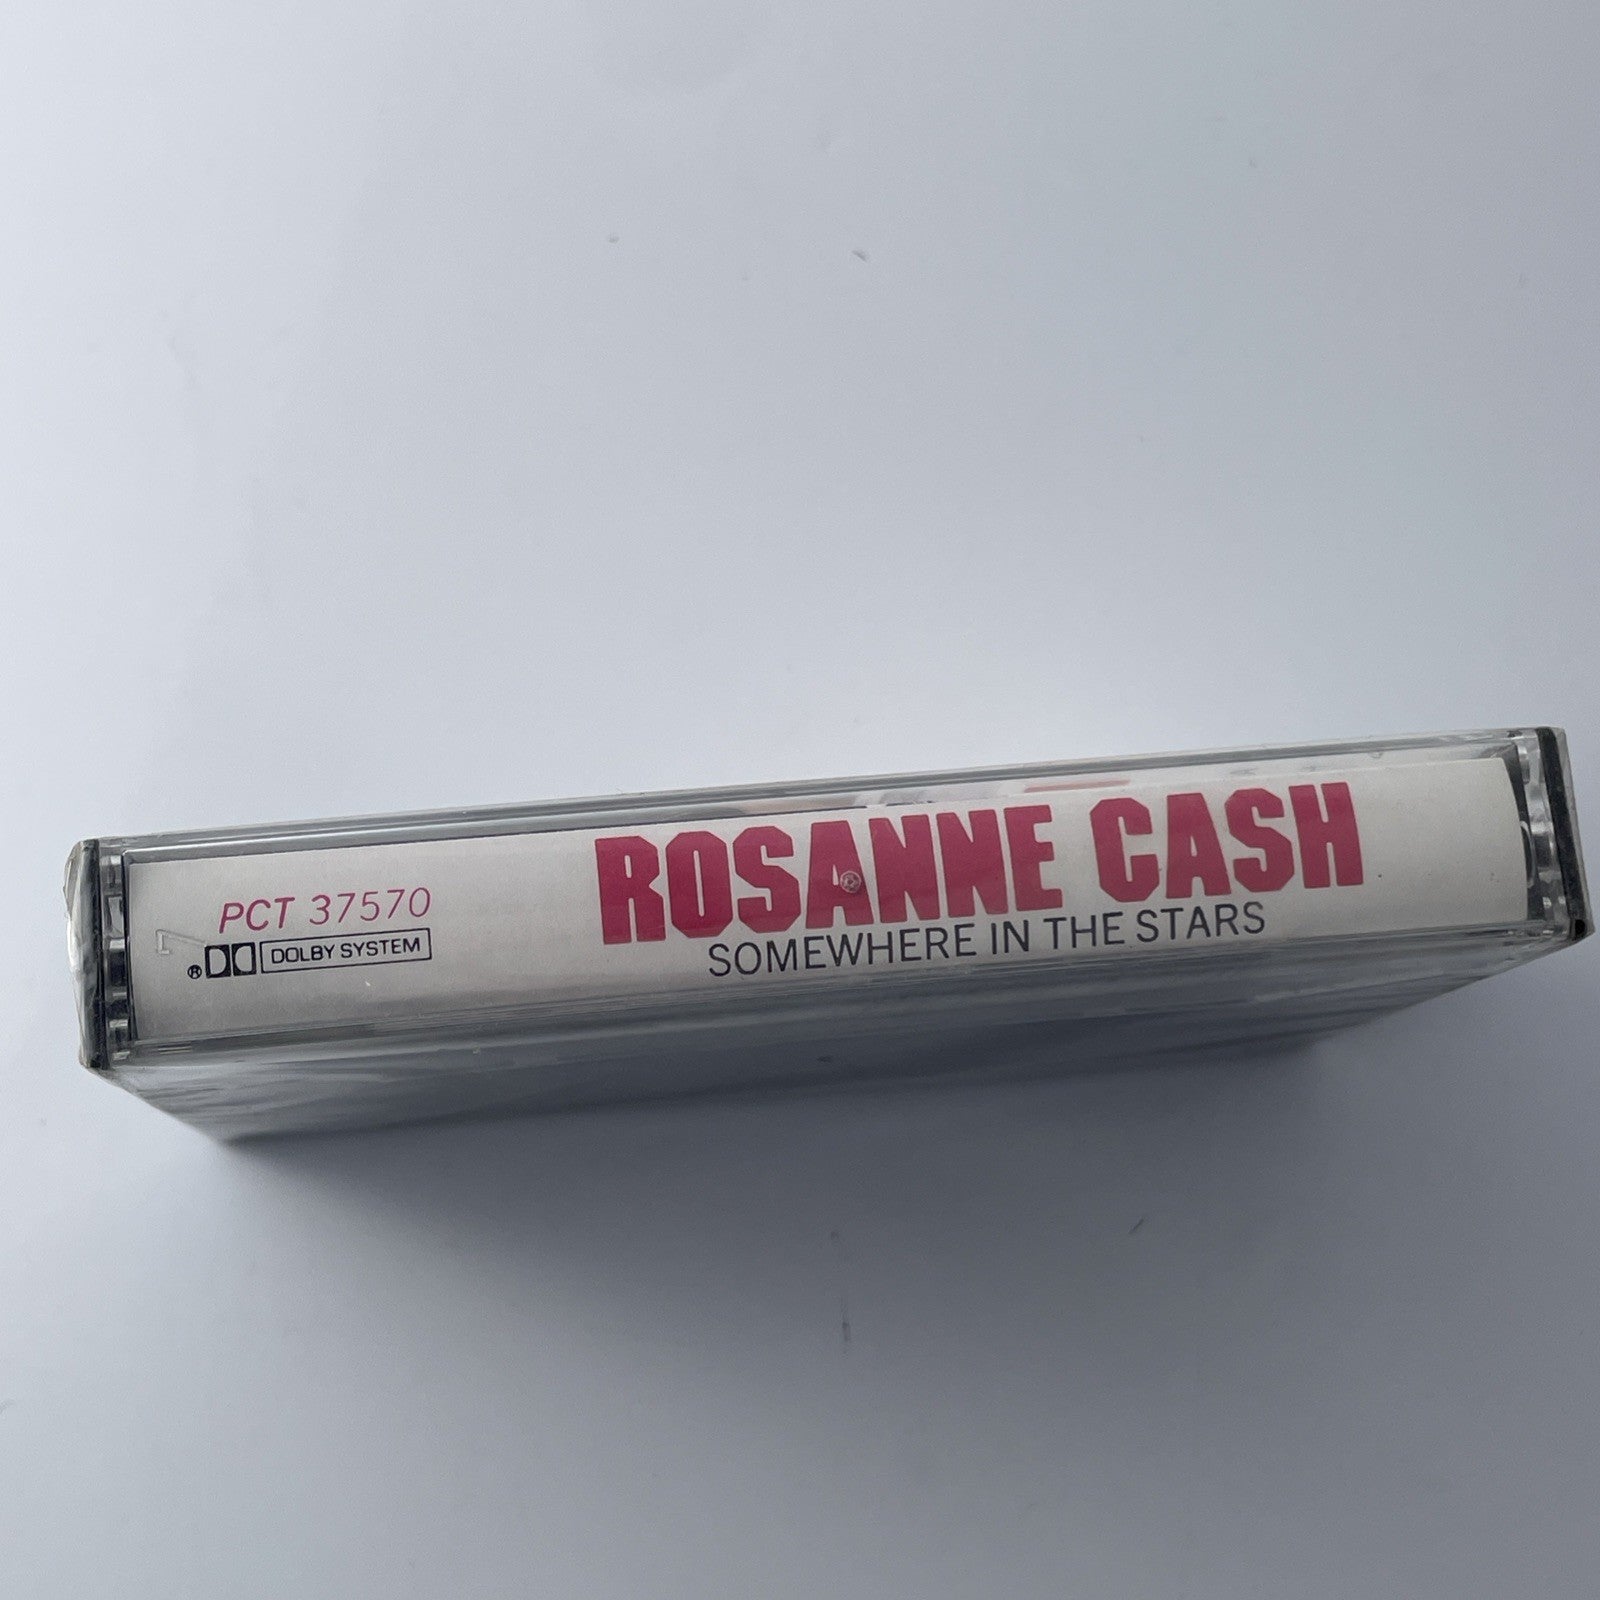 PCT 37570
® DOLBY SYSTEM
ROSANNE CASH
SOMEWHERE IN THE STARS